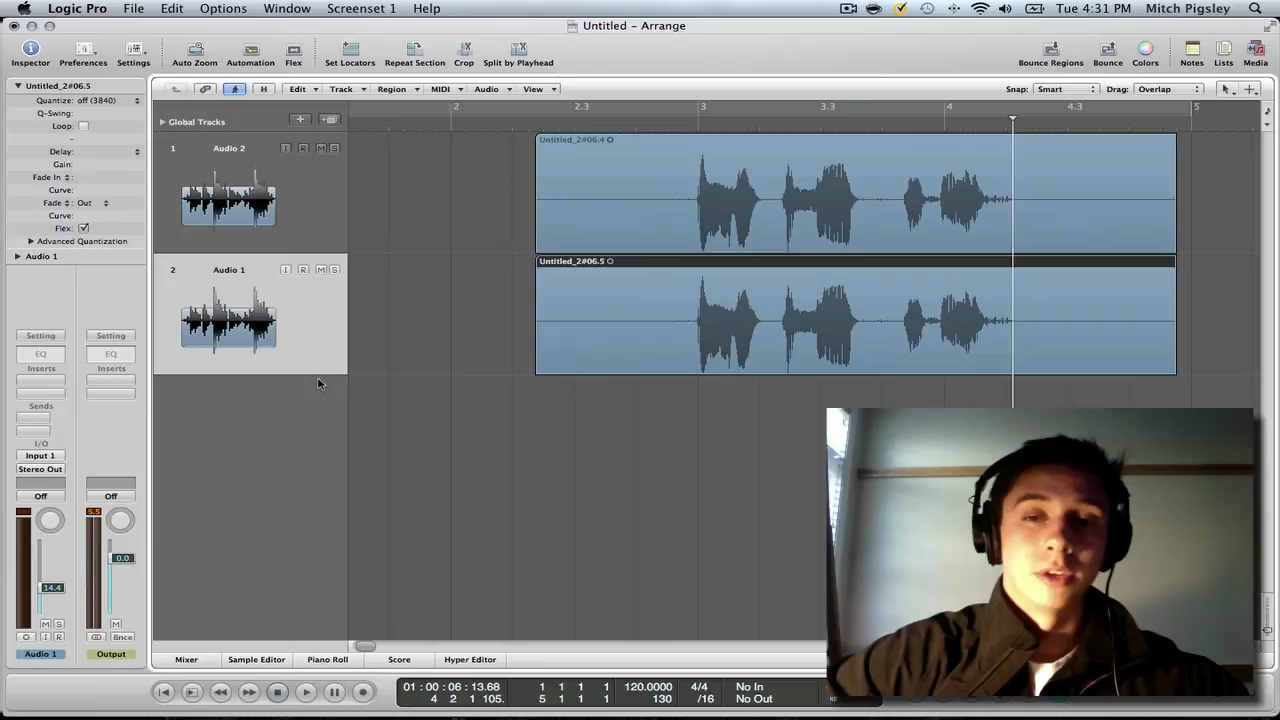 Logic Pro File Edit Options Window Screenset 1 Help Tue 4:31 PM Mitch Pigsley
Untitled - Arrange
Inspector Preferences Settings Auto Zoom Automation Flex Set Locators Repeat Section Crop Split by Playhead Bounce Regions Bounce Colors Notes Lists Media
Untitled_2#06.5
H Edit Track Region MIDI Audio View Snap: Smart Drag: Overlap
Quantize: off (3840)
Q-Swing:
Loop:
Delay:
Gain:
Fade In :
Curve:
Fade : Out
Curve:
Flex:
Advanced Quantization
Audio 1
2 2.3 3 3.3 4 4.3 5
Global Tracks
1 Audio 2 I R M S
Untitled_2#06.4
2 Audio 1 I R M S
Untitled_2#06.5
Setting Setting
EQ EQ
Inserts Inserts
Sends
I/O
Input 1
Stereo Out
Off Off
5.5
0.0
14.4
M S M
I R Bnce
Audio 1 Output
Mixer Sample Editor Piano Roll Score Hyper Editor
01 : 00 : 06 : 13.68 1 1 1 1 120.0000 4/4 No In
4 2 1 105. 5 1 1 1 130 /16 No Out